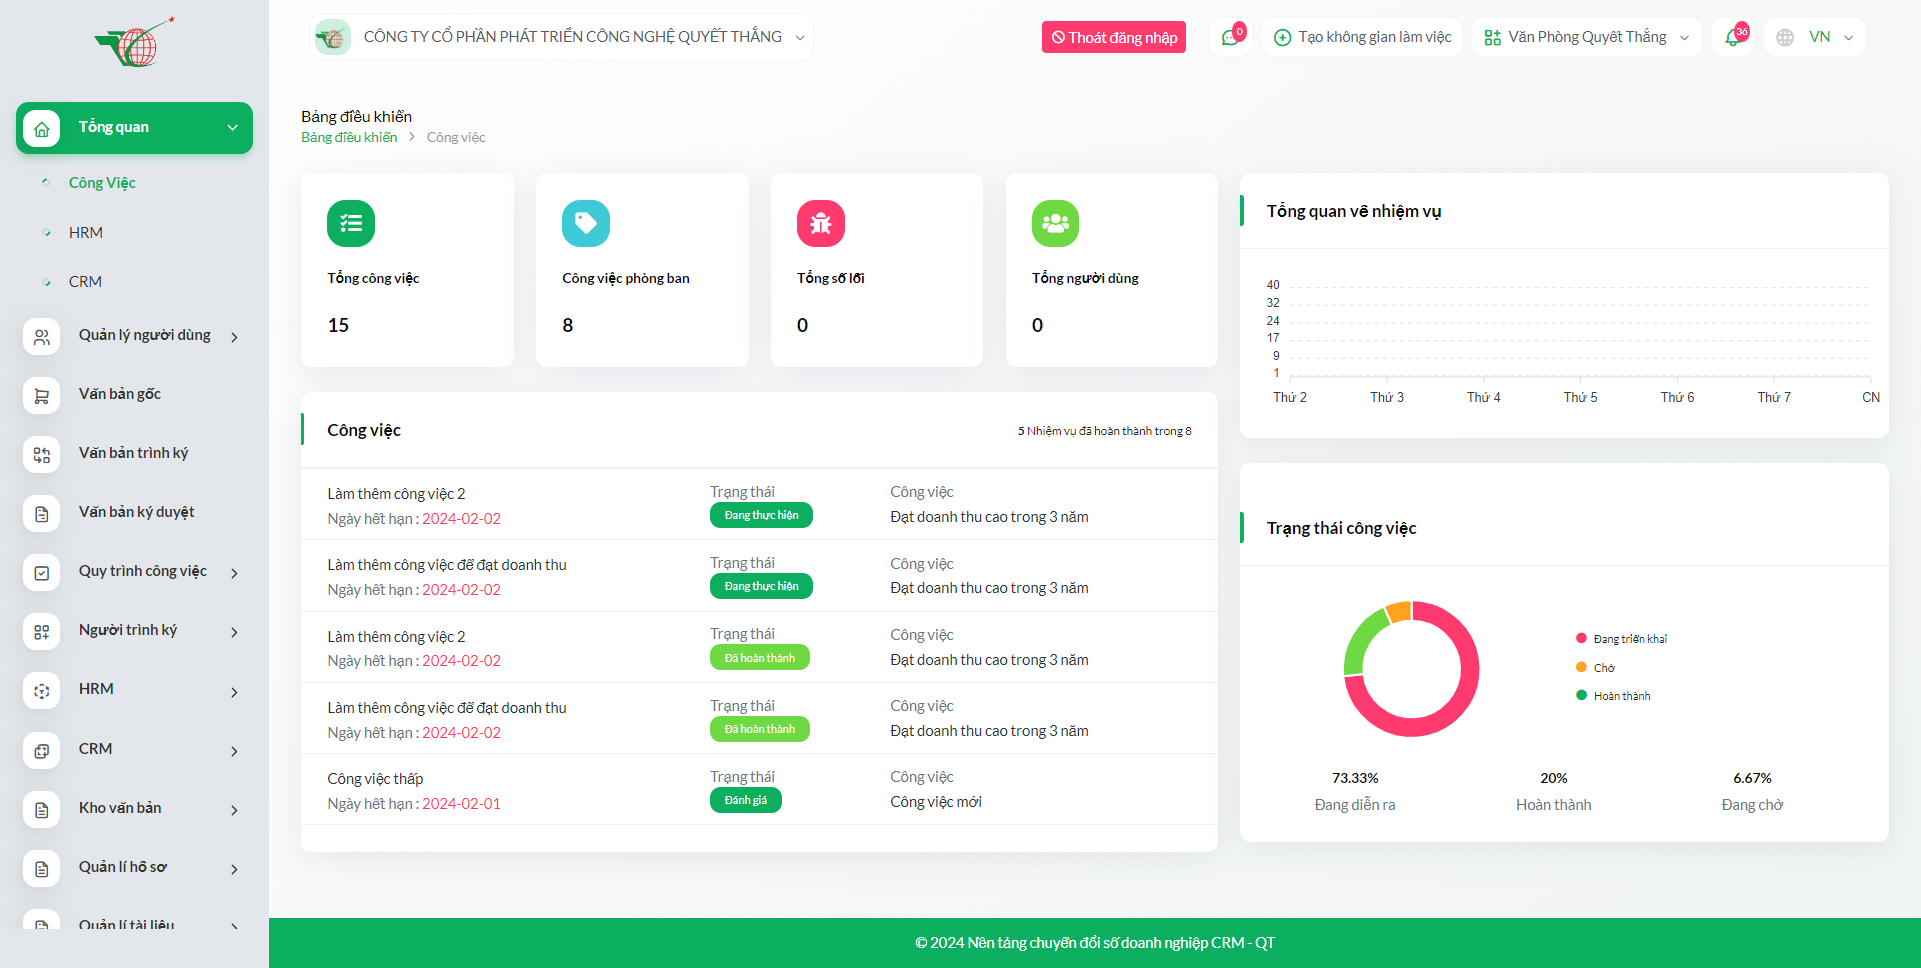 CÔNG TY CỔ PHẦN PHÁT TRIỂN CÔNG NGHỆ QUYẾT THẮNG
Thoát đăng nhập
0
Tạo không gian làm việc
Văn Phòng Quyết Thắng
36
VN
Tổng quan
Công Việc
HRM
CRM
Quản lý người dùng
Văn bản gốc
Văn bản trình ký
Văn bản ký duyệt
Quy trình công việc
Người trình ký
HRM
CRM
Kho văn bản
Quản lí hồ sơ
Quản lí tài liệu
Bảng điều khiển
Bảng điều khiển > Công việc
Tổng công việc
15
Công việc phòng ban
8
Tổng số lỗi
0
Tổng người dùng
0
Công việc
5 Nhiệm vụ đã hoàn thành trong 8
Làm thêm công việc 2
Ngày hết hạn : 2024-02-02
Trạng thái
Đang thực hiện
Công việc
Đạt doanh thu cao trong 3 năm
Làm thêm công việc để đạt doanh thu
Ngày hết hạn : 2024-02-02
Trạng thái
Đang thực hiện
Công việc
Đạt doanh thu cao trong 3 năm
Làm thêm công việc 2
Ngày hết hạn : 2024-02-02
Trạng thái
Đã hoàn thành
Công việc
Đạt doanh thu cao trong 3 năm
Làm thêm công việc để đạt doanh thu
Ngày hết hạn : 2024-02-02
Trạng thái
Đã hoàn thành
Công việc
Đạt doanh thu cao trong 3 năm
Công việc thấp
Ngày hết hạn : 2024-02-01
Trạng thái
Đánh giá
Công việc
Công việc mới
Tổng quan về nhiệm vụ
40
32
24
17
9
1
Thứ 2 Thứ 3 Thứ 4 Thứ 5 Thứ 6 Thứ 7 CN
Trạng thái công việc
Đang triển khai
Chờ
Hoàn thành
73.33% 20% 6.67%
Đang diễn ra Hoàn thành Đang chờ
© 2024 Nền tảng chuyển đổi số doanh nghiệp CRM - QT